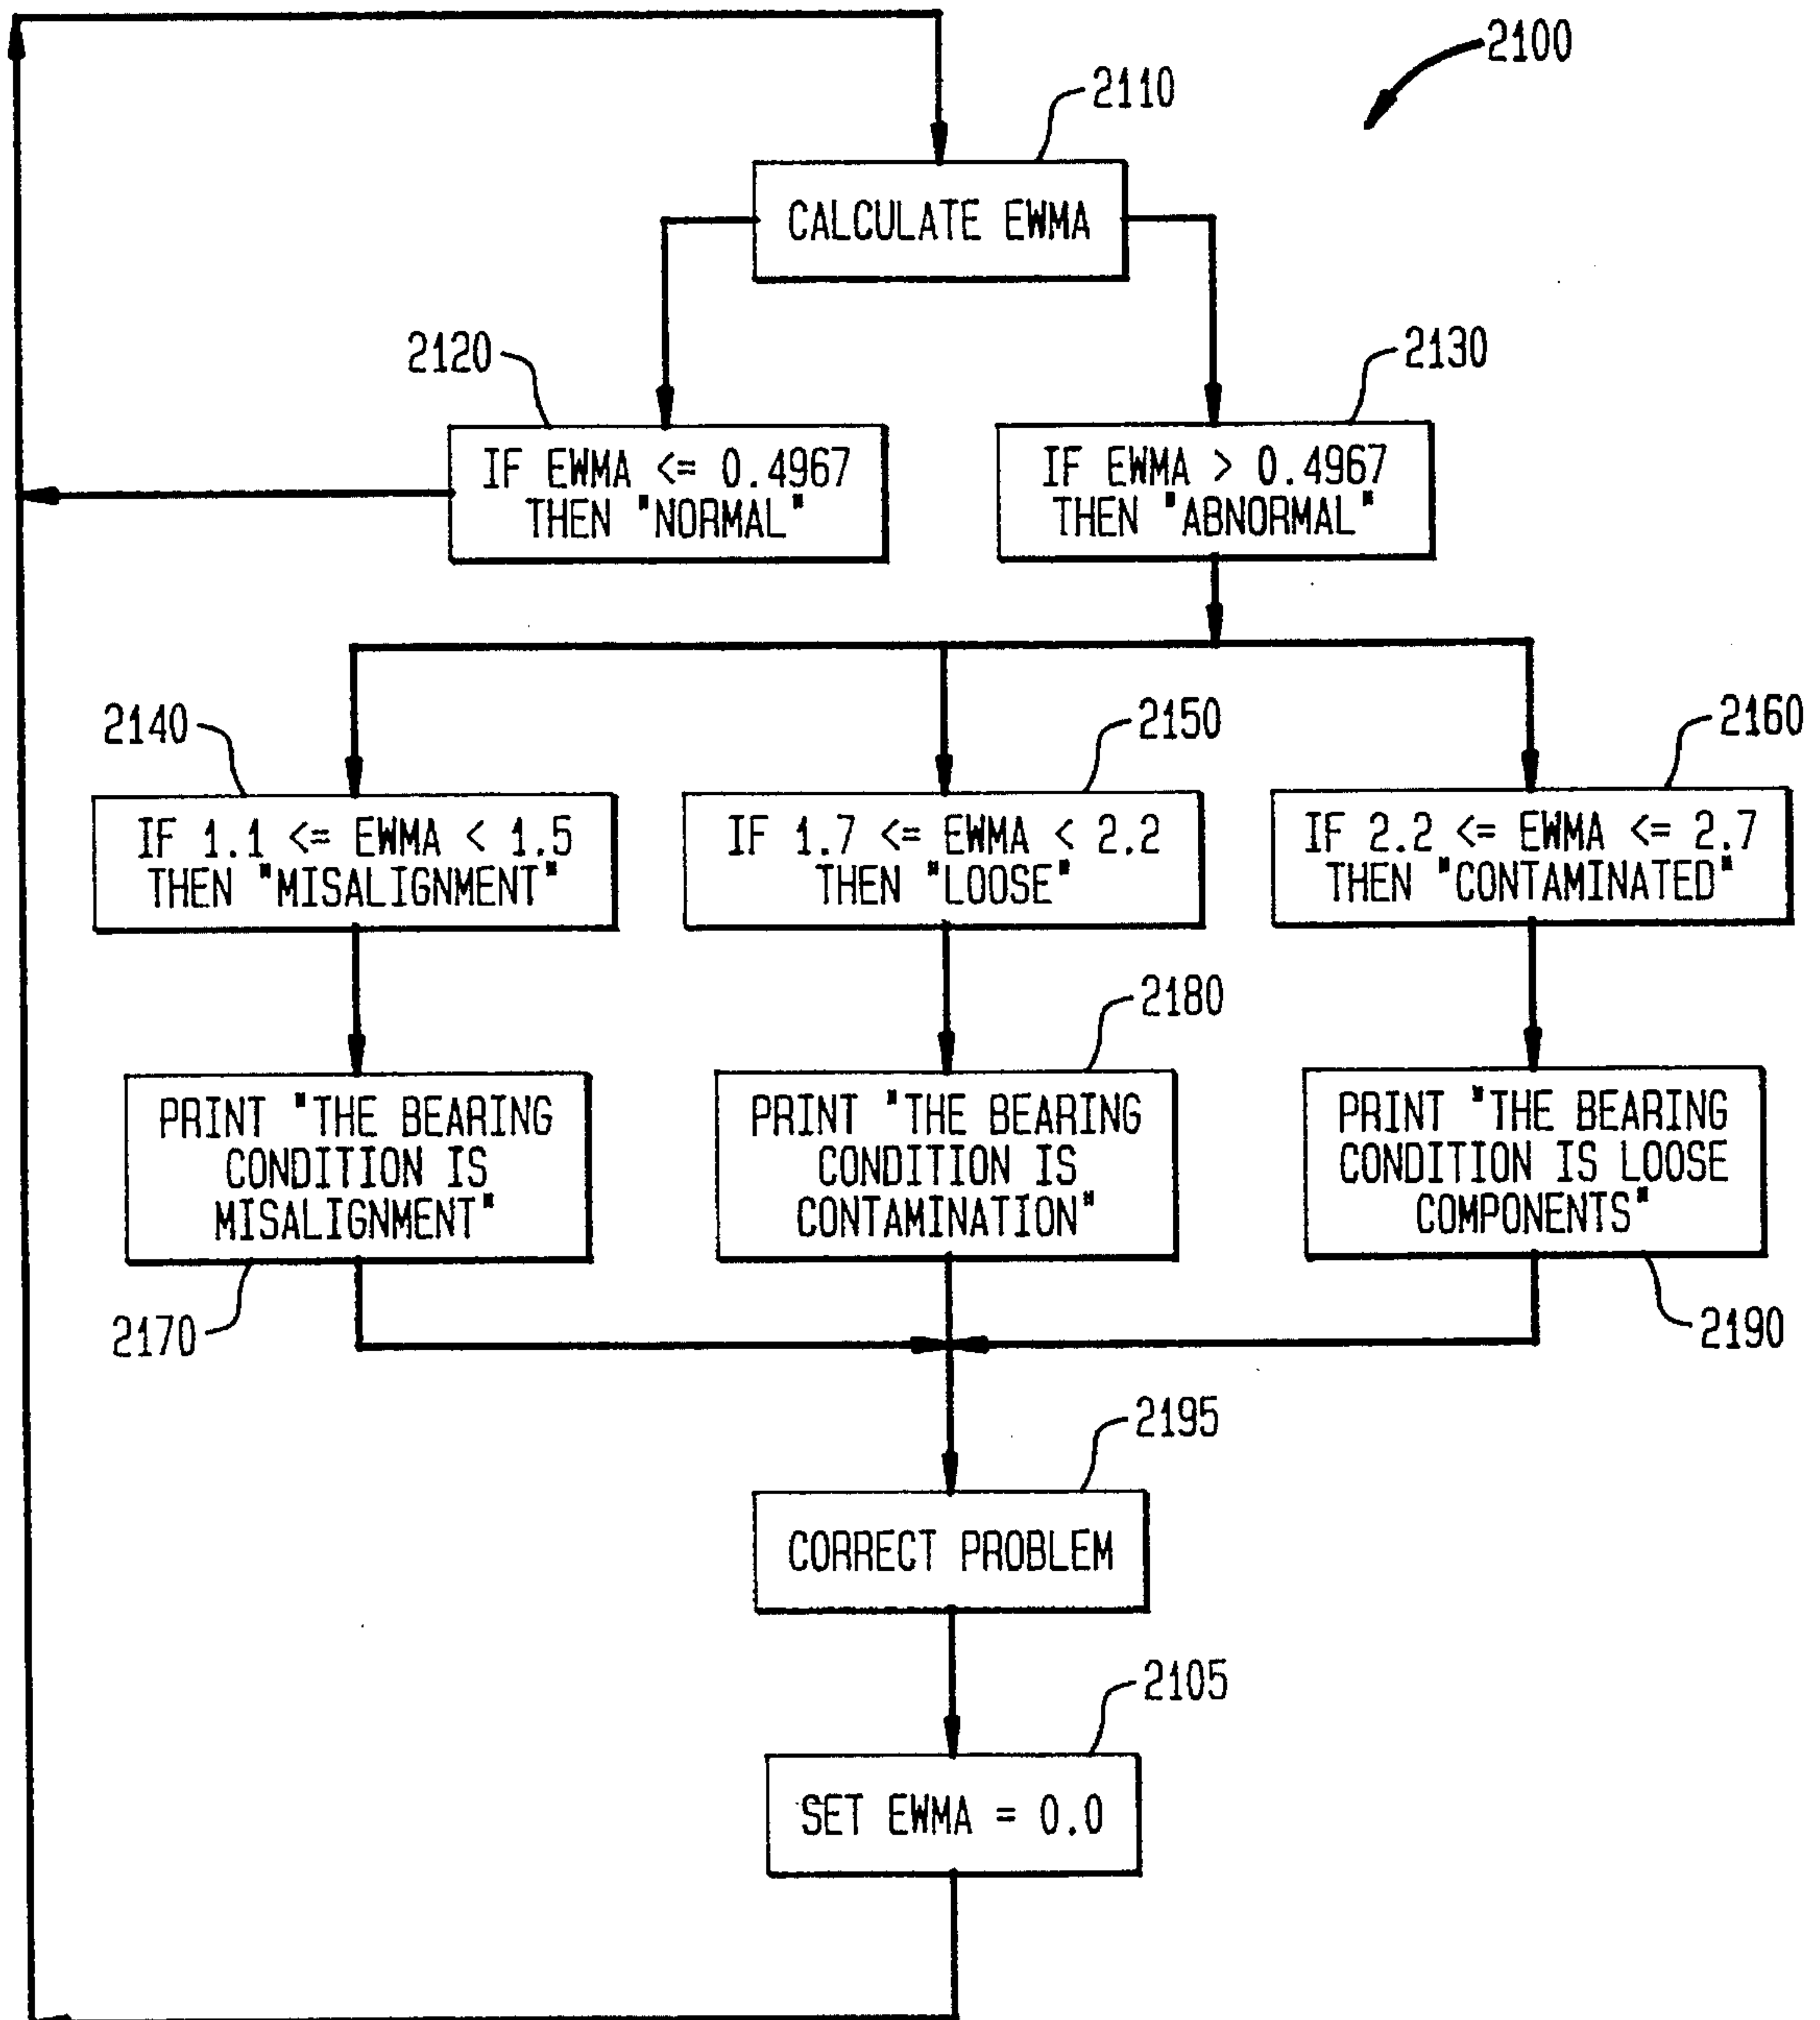 2100
2110
CALCULATE EWMA
2120
2130
IF EWMA <= 0.4967
THEN "NORMAL"
IF EWMA > 0.4967
THEN "ABNORMAL"
2140
2150
2160
IF 1.1 <= EWMA < 1.5
THEN "MISALIGNMENT"
IF 1.7 <= EWMA < 2.2
THEN "LOOSE"
IF 2.2 <= EWMA <= 2.7
THEN "CONTAMINATED"
2180
PRINT "THE BEARING
CONDITION IS
MISALIGNMENT"
PRINT "THE BEARING
CONDITION IS
CONTAMINATION"
PRINT "THE BEARING
CONDITION IS LOOSE
COMPONENTS"
2170
2190
2195
CORRECT PROBLEM
2105
SET EWMA = 0.0